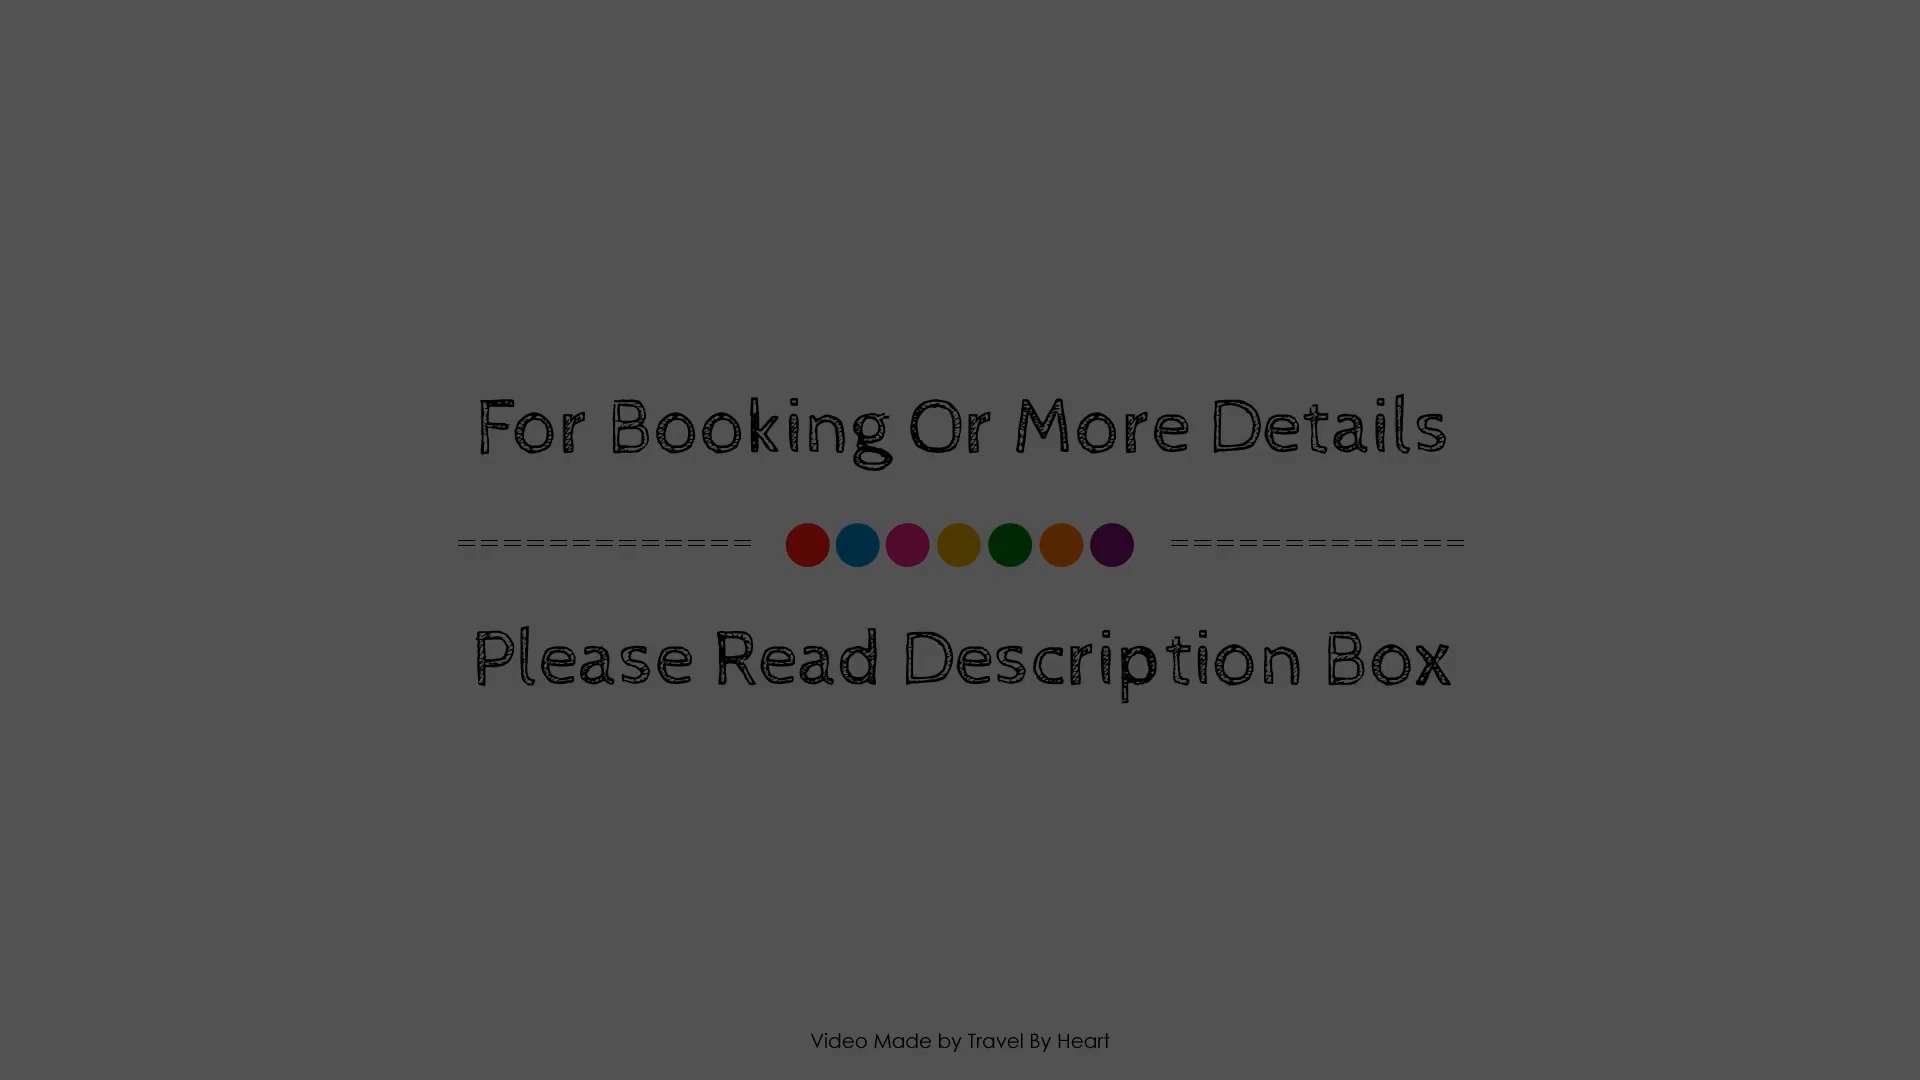 For Booking Or More Details
============= =============
Please Read Description Box
Video Made by Travel By Heart